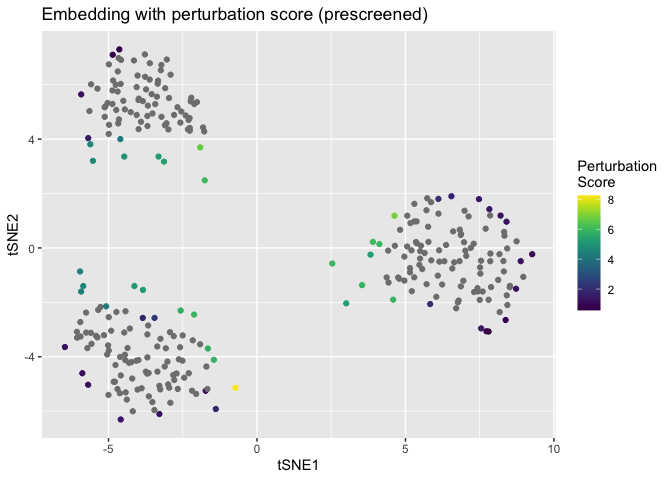 Embedding with perturbation score (prescreened)
4
0
-4
tSNE2
-5
0
5
10
tSNE1
Perturbation
Score
8
6
4
2